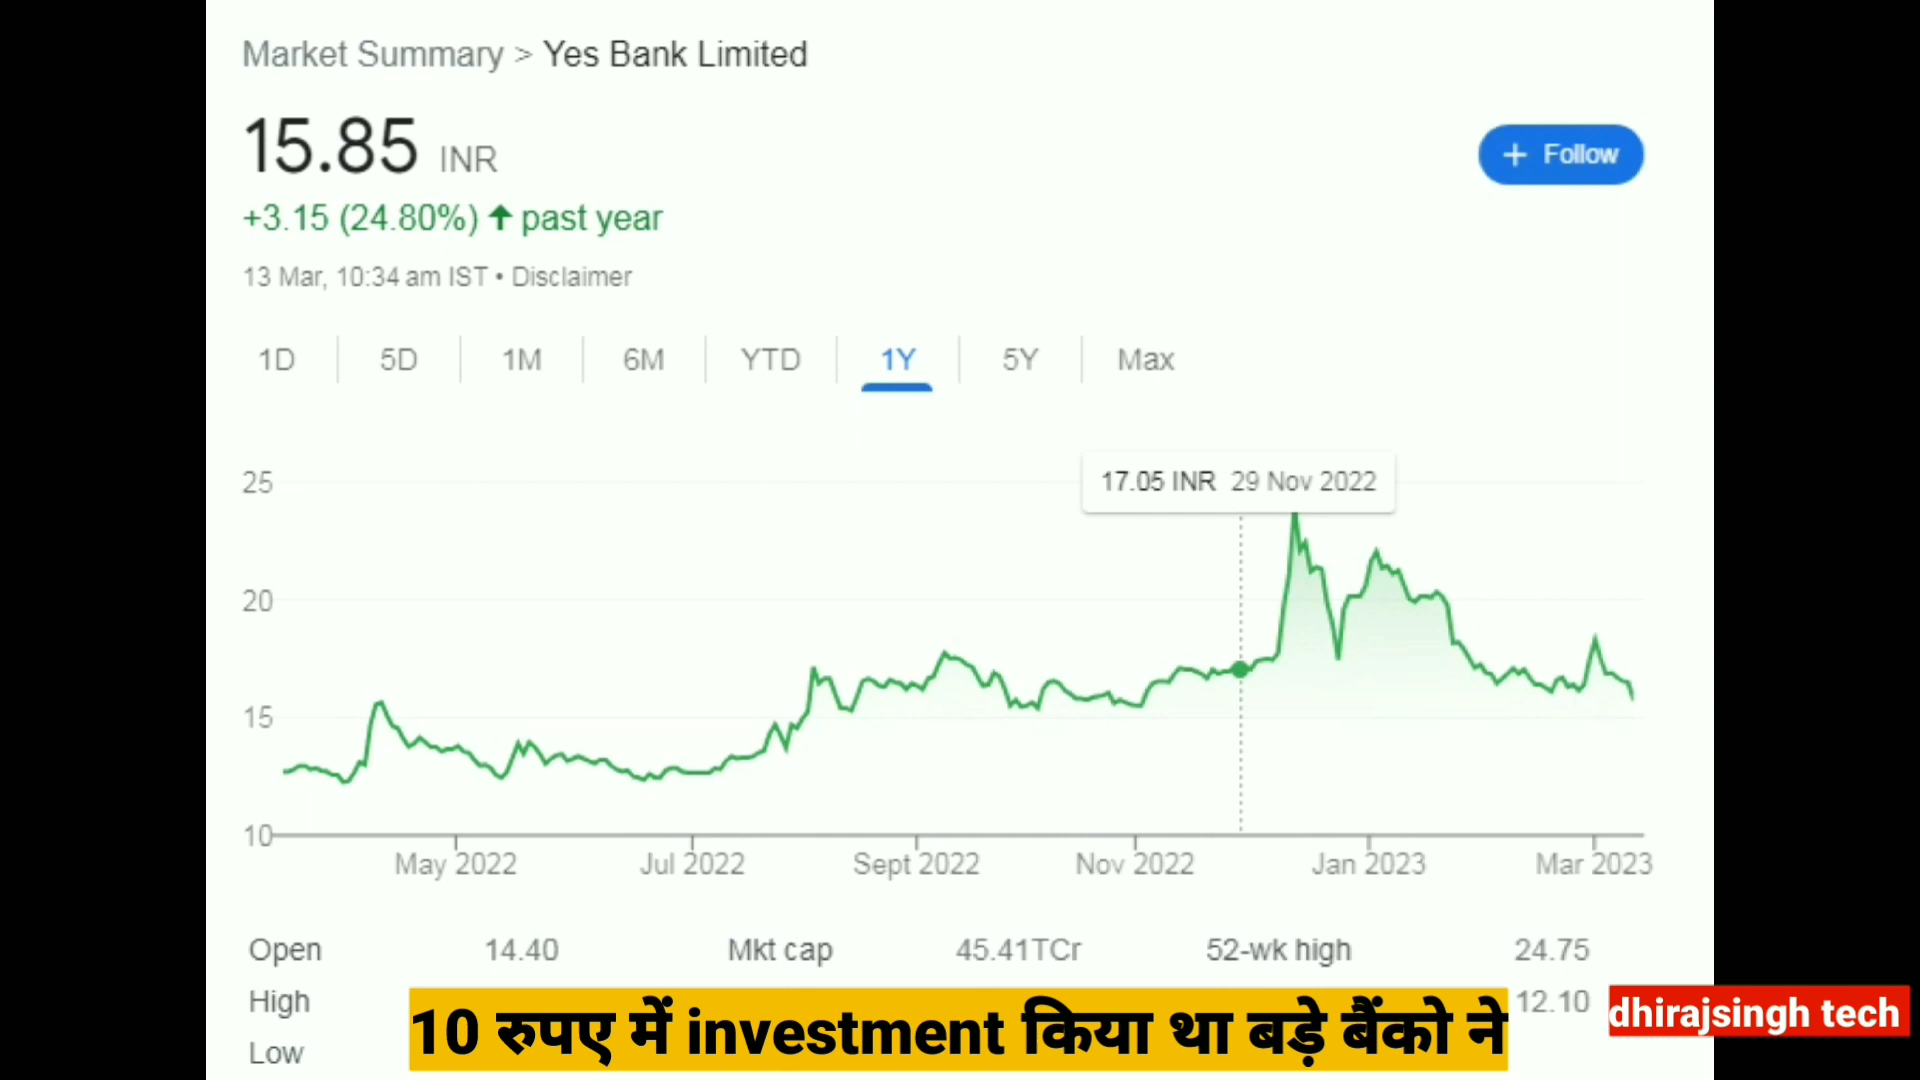 Market Summary > Yes Bank Limited
15.85 INR
+ Follow
+3.15 (24.80%) ↑ past year
13 Mar, 10:34 am IST • Disclaimer
1D 5D 1M 6M YTD 1Y 5Y Max
17.05 INR 29 Nov 2022
25
20
15
10
May 2022 Jul 2022 Sept 2022 Nov 2022 Jan 2023 Mar 2023
Open 14.40 Mkt cap 45.41TCr 52-wk high 24.75
High 12.10
Low
10 रुपए में investment किया था बड़े बैंको ने
dhirajsingh tech